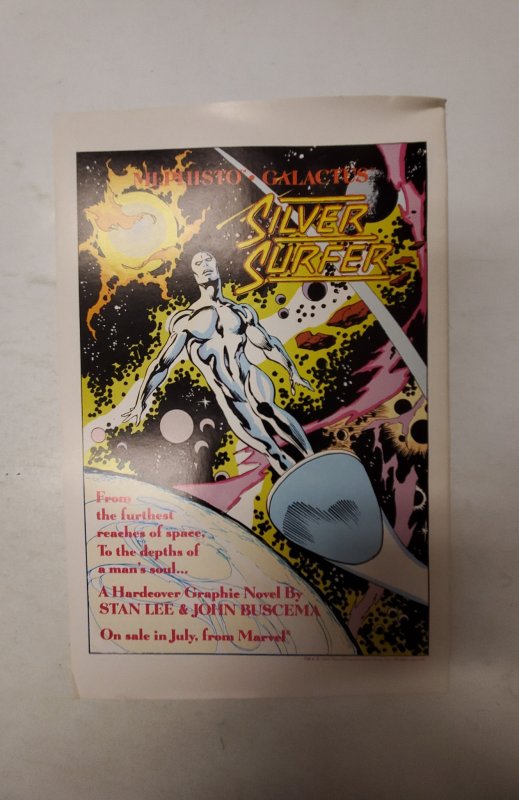 MEPHISTO • GALACTUS
SILVER
SURFER
From
the furthest
reaches of space.
To the depths of
a man's soul...
A Hardcover Graphic Novel By
STAN LEE & JOHN BUSCEMA
On sale in July, from Marvel®